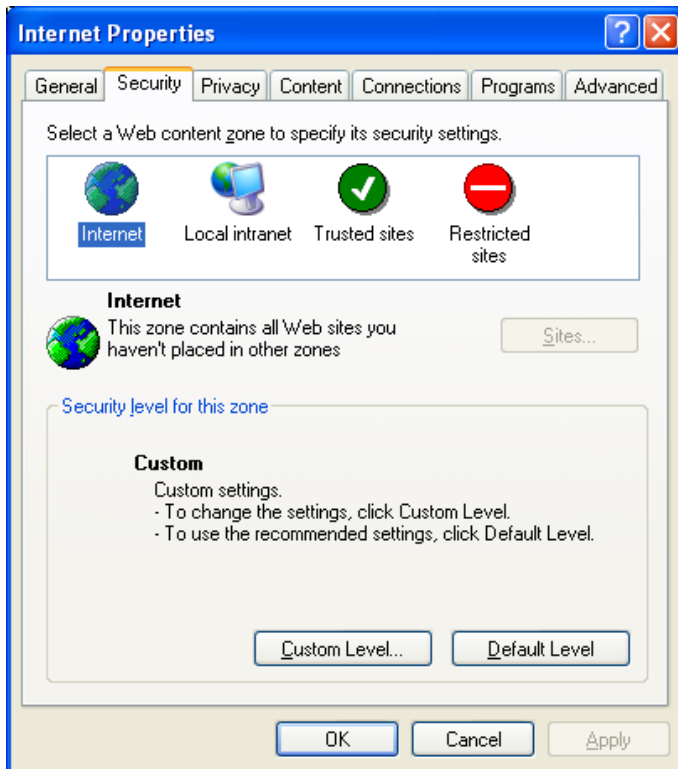 Internet Properties
General Security Privacy Content Connections Programs Advanced
Select a Web content zone to specify its security settings.
Internet Local intranet Trusted sites Restricted sites
Internet
This zone contains all Web sites you
haven't placed in other zones
Sites...
Security level for this zone
Custom
Custom settings.
- To change the settings, click Custom Level.
- To use the recommended settings, click Default Level.
Custom Level... Default Level
OK Cancel Apply